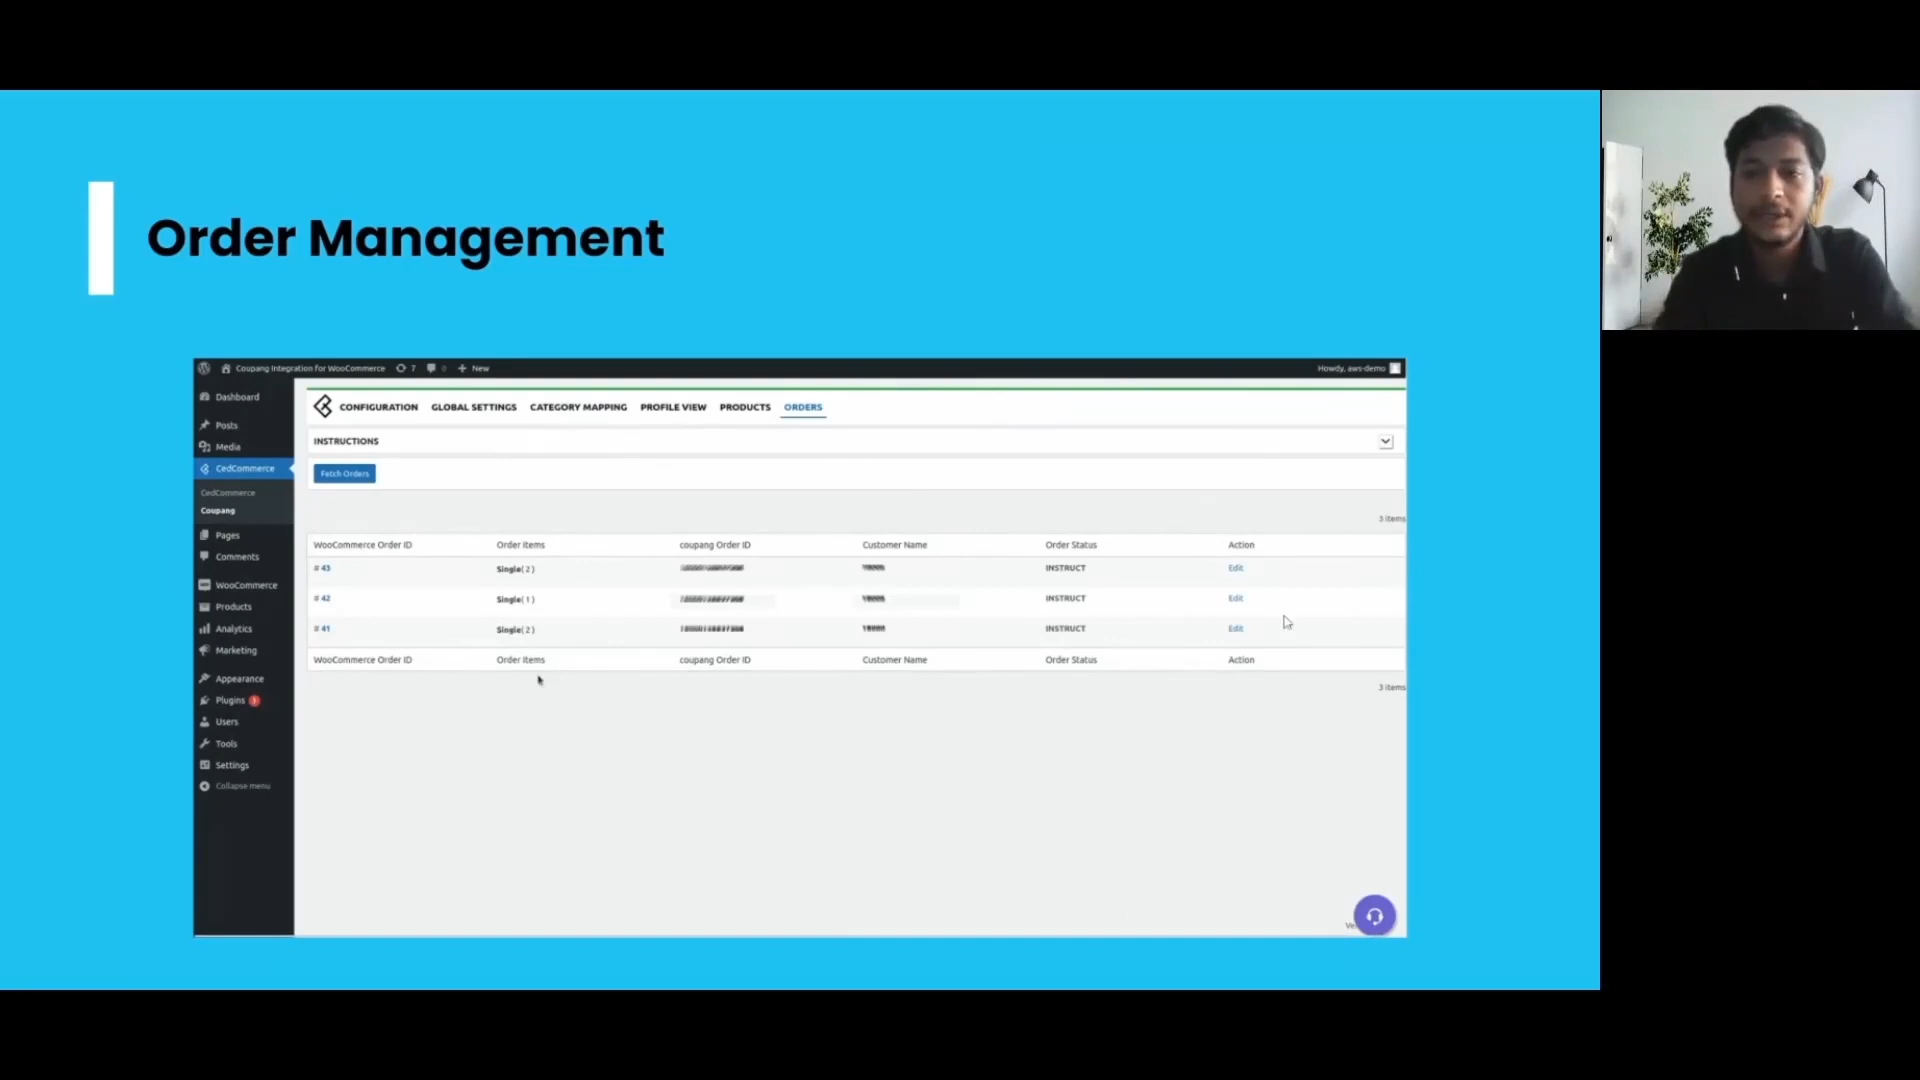 Order Management
Coupang Integration for WooCommerce 7 0 New
Howdy, aws-demo
Dashboard
Posts
Media
CedCommerce
CedCommerce
Coupang
Pages
Comments
WooCommerce
Products
Analytics
Marketing
Appearance
Plugins 1
Users
Tools
Settings
Collapse menu
CONFIGURATION GLOBAL SETTINGS CATEGORY MAPPING PROFILE VIEW PRODUCTS ORDERS
INSTRUCTIONS
Fetch Orders
3 items
WooCommerce Order ID Order Items coupang Order ID Customer Name Order Status Action
# 43 Single( 2 ) INSTRUCT Edit
# 42 Single( 1 ) INSTRUCT Edit
# 41 Single( 2 ) INSTRUCT Edit
WooCommerce Order ID Order Items coupang Order ID Customer Name Order Status Action
3 items